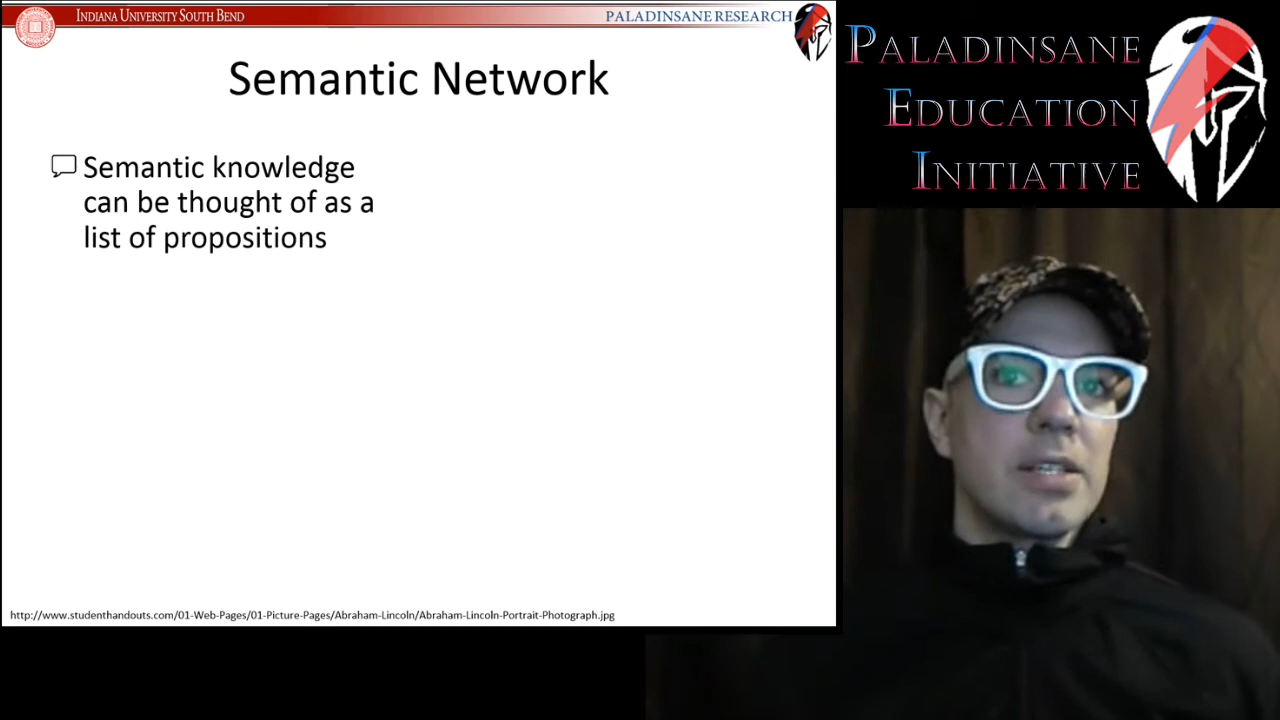 INDIANA UNIVERSITY SOUTH BEND
PALADINSANE RESEARCH
PALADINSANE
EDUCATION
INITIATIVE
Semantic Network
Semantic knowledge
can be thought of as a
list of propositions
http://www.studenthandouts.com/01-Web-Pages/01-Picture-Pages/Abraham-Lincoln/Abraham-Lincoln-Portrait-Photograph.jpg